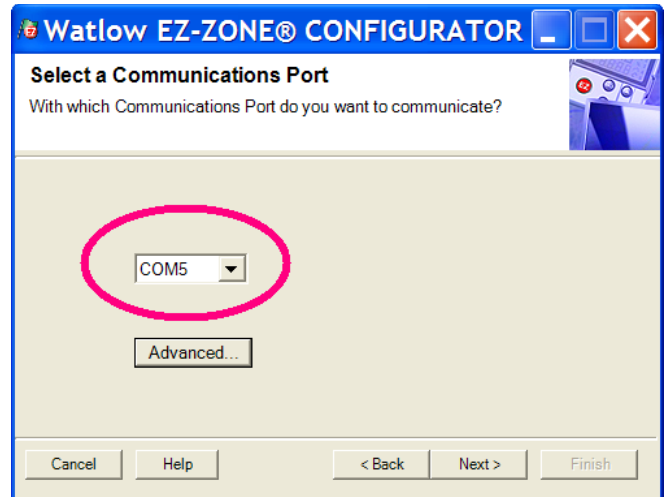 Watlow EZ-ZONE® CONFIGURATOR
Select a Communications Port
With which Communications Port do you want to communicate?
EZ
COM5
Advanced...
Cancel Help < Back Next > Finish